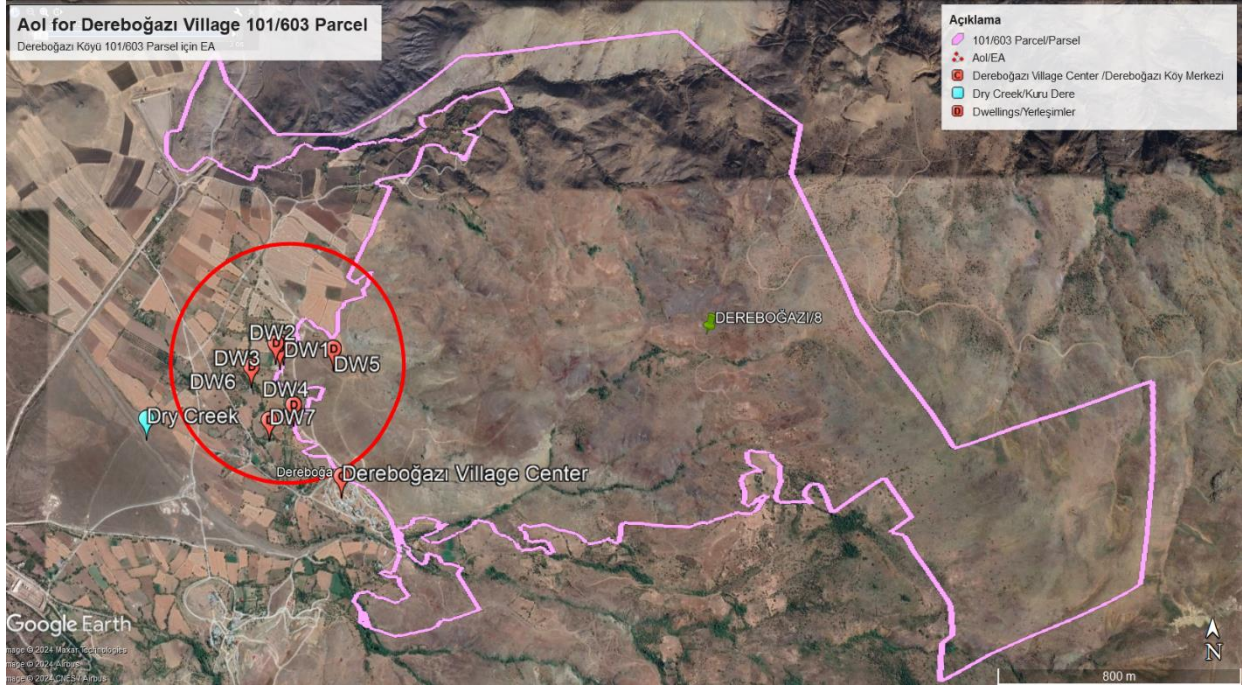 AoI for Dereboğazı Village 101/603 Parcel
Dereboğazı Köyü 101/603 Parsel için EA
Açıklama
101/603 Parcel/Parsel
AoI/EA
C Dereboğazı Village Center /Dereboğazı Köy Merkezi
Dry Creek/Kuru Dere
D Dwellings/Yerleşimler
DEREBOĞAZI/8
DW2
D
DW1
D
DW3
DW5
DW6
DW4
D
Dry Creek
D
DW7
Dereboğa
Dereboğazı Village Center
Google Earth
Image © 2024 Maxar Technologies
Image © 2024 Airbus
Image © 2024 CNES / Airbus
N
800 m